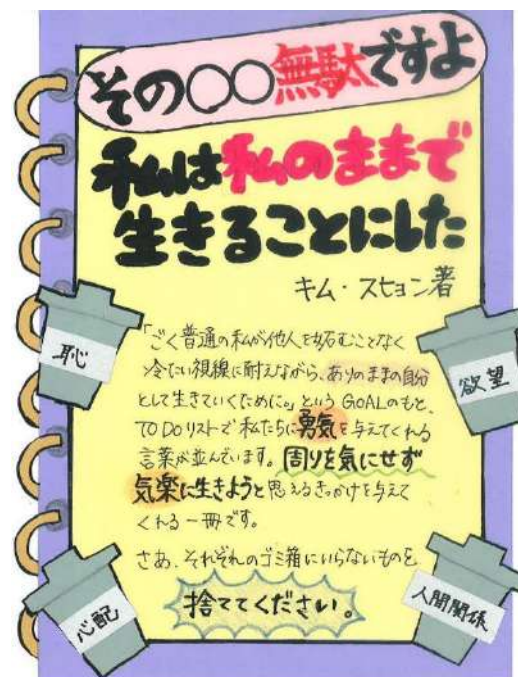 その○○無駄ですよ
私は私のままで
生きることにした
キム・スヒョン著
恥
欲望
「ごく普通の私が他人を妬むことなく
冷たい視線に耐えながら、ありのままの自分
として生きていくために。」という GOALのもと、
TO DOリストで私たちに勇気を与えてくれる
言葉が並んでいます。周りを気にせず
気楽に生きようと思えるきっかけを与えて
くれる一冊です。
さあ、それぞれのゴミ箱にいらないものを
捨ててください。
心配
人間関係